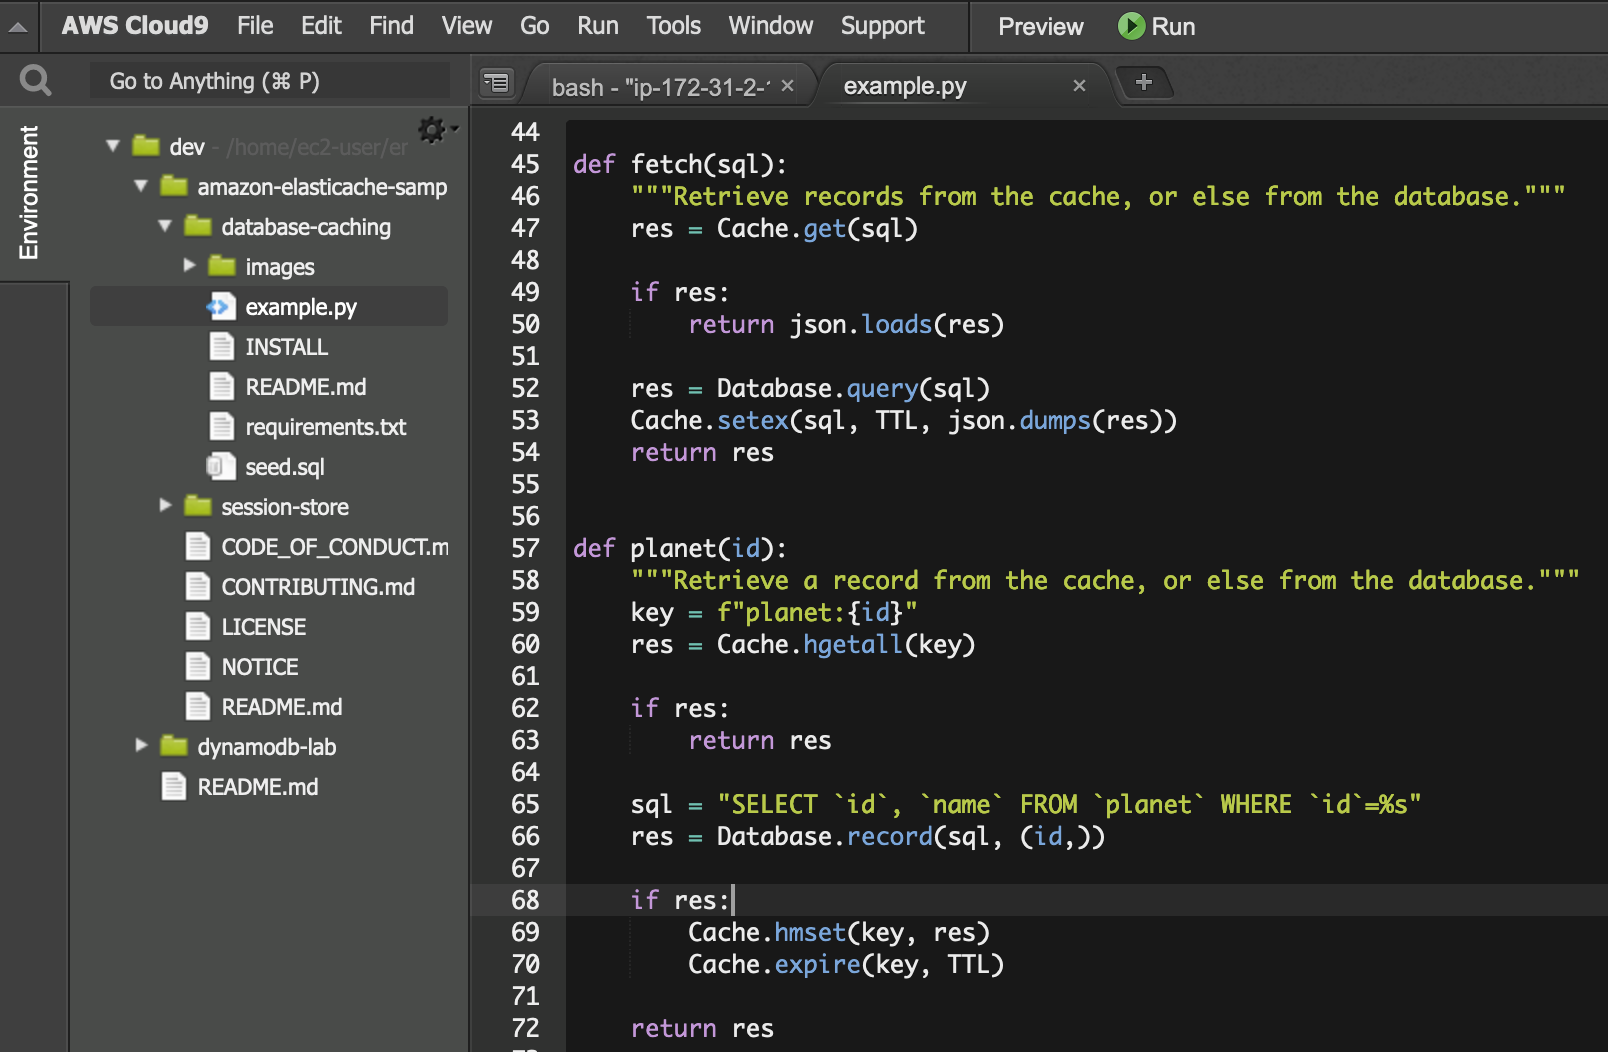 AWS Cloud9 File Edit Find View Go Run Tools Window Support Preview Run
Go to Anything (⌘ P)
bash - "ip-172-31-2-
example.py
Environment
dev - /home/ec2-user/er
amazon-elasticache-samp
database-caching
images
example.py
INSTALL
README.md
requirements.txt
seed.sql
session-store
CODE_OF_CONDUCT.m
CONTRIBUTING.md
LICENSE
NOTICE
README.md
dynamodb-lab
README.md
44
45 def fetch(sql):
46     """Retrieve records from the cache, or else from the database."""
47     res = Cache.get(sql)
48
49     if res:
50         return json.loads(res)
51
52     res = Database.query(sql)
53     Cache.setex(sql, TTL, json.dumps(res))
54     return res
55
56
57 def planet(id):
58     """Retrieve a record from the cache, or else from the database."""
59     key = f"planet:{id}"
60     res = Cache.hgetall(key)
61
62     if res:
63         return res
64
65     sql = "SELECT `id`, `name` FROM `planet` WHERE `id`=%s"
66     res = Database.record(sql, (id,))
67
68     if res:
69         Cache.hmset(key, res)
70         Cache.expire(key, TTL)
71
72     return res